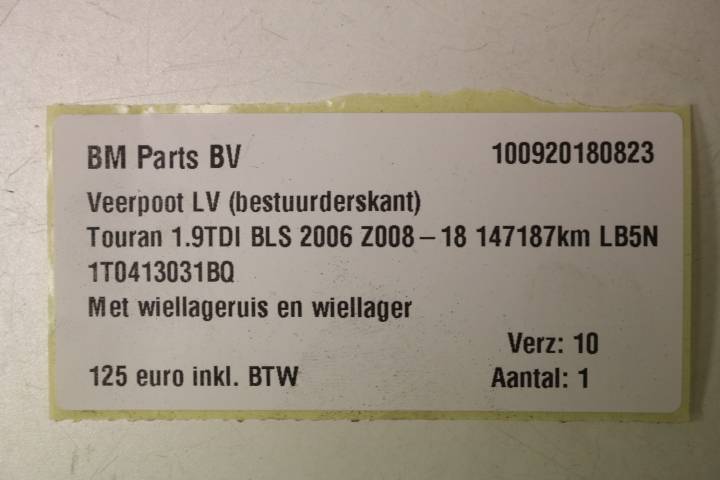 BM Parts BV 100920180823
Veerpoot LV (bestuurderskant)
Touran 1.9TDI BLS 2006 Z008 – 18 147187km LB5N
1T0413031BQ
Met wiellageruis en wiellager
Verz: 10
125 euro inkl. BTW Aantal: 1